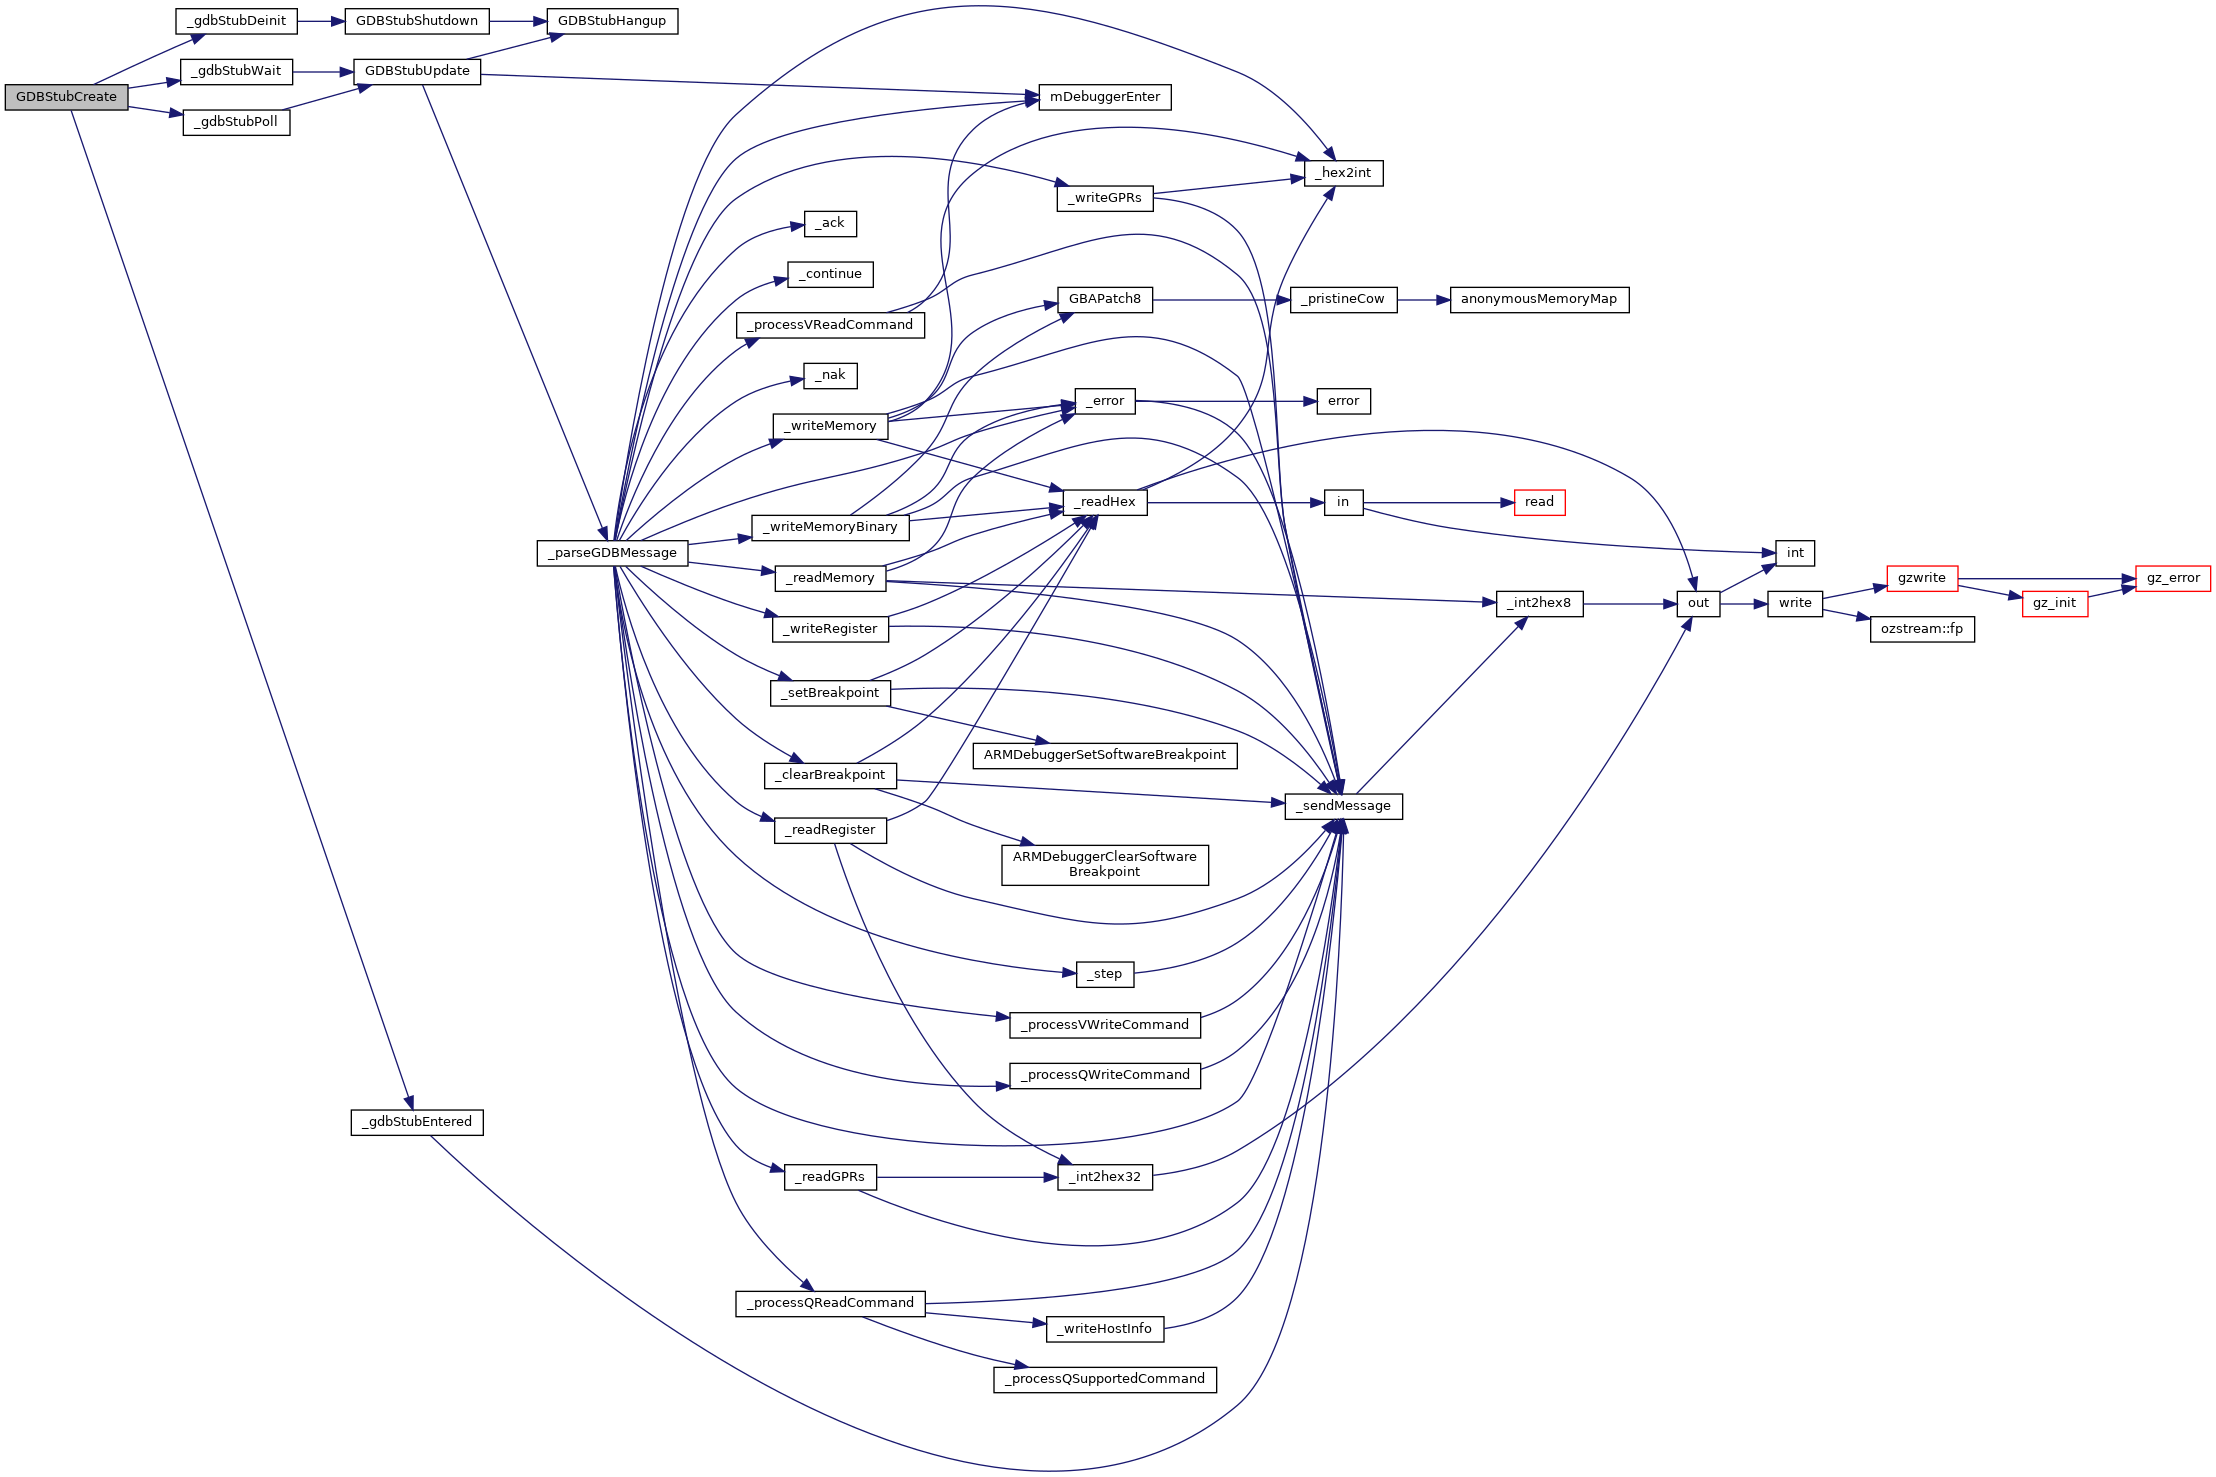 _gdbStubDeinit
GDBStubShutdown
GDBStubHangup
_gdbStubWait
GDBStubUpdate
GDBStubCreate
mDebuggerEnter
_gdbStubPoll
_hex2int
_writeGPRs
_ack
_continue
GBAPatch8
_pristineCow
anonymousMemoryMap
_processVReadCommand
_nak
_error
error
_writeMemory
_readHex
in
read
_writeMemoryBinary
_parseGDBMessage
int
_readMemory
gzwrite
gz_error
_int2hex8
out
write
gz_init
_writeRegister
ozstream::fp
_setBreakpoint
ARMDebuggerSetSoftwareBreakpoint
_clearBreakpoint
_sendMessage
_readRegister
ARMDebuggerClearSoftware
Breakpoint
_step
_processVWriteCommand
_processQWriteCommand
_gdbStubEntered
_readGPRs
_int2hex32
_processQReadCommand
_writeHostInfo
_processQSupportedCommand